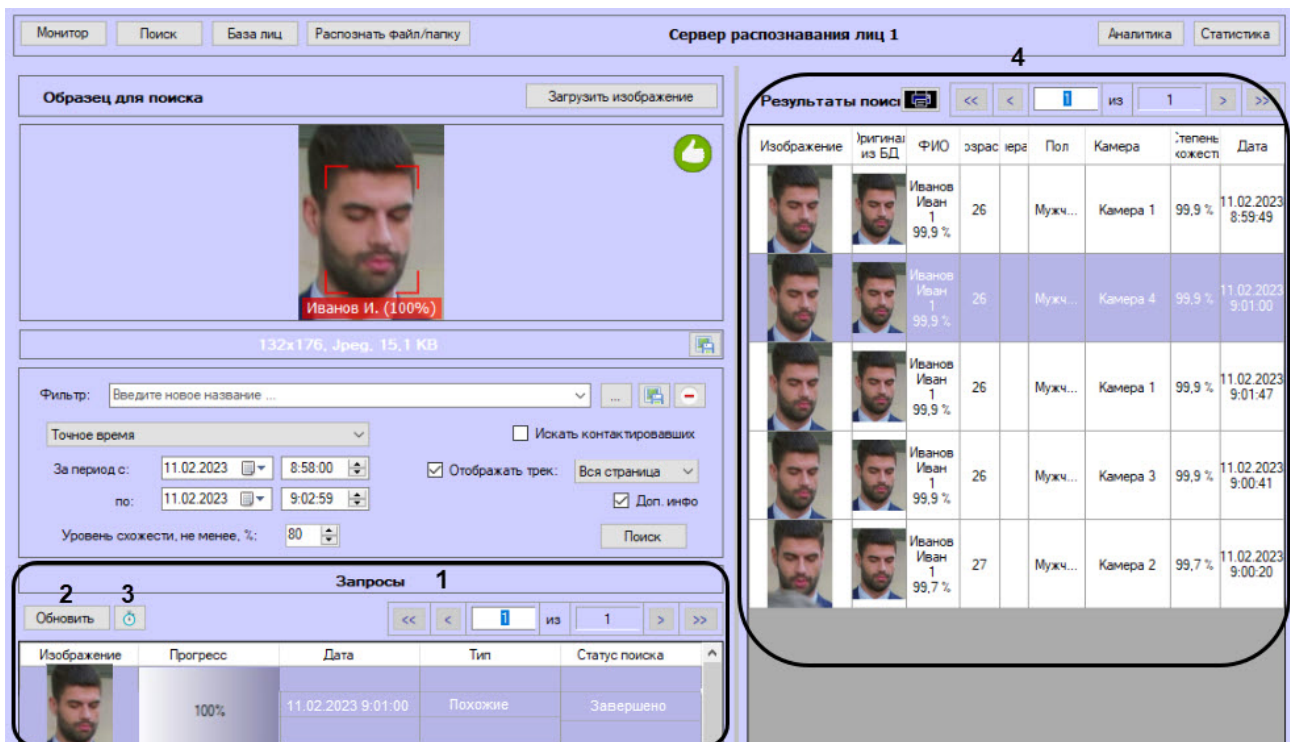 Монитор
Поиск
База лиц
Распознать файл/папку
Сервер распознавания лиц 1
Аналитика
Статистика
4
Образец для поиска
Загрузить изображение
Иванов И. (100%)
132x176, Jpeg, 15,1 KB
Фильтр:
Введите новое название ...
...
Точное время
Искать контактировавших
За период с:
11.02.2023
8:58:00
Отображать трек:
Вся страница
по:
11.02.2023
9:02:59
Доп. инфо
Уровень схожести, не менее, %:
80
Поиск
Запросы
1
2
3
Обновить
<<
<
1
из
1
>
>>
Изображение
Прогресс
Дата
Тип
Статус поиска
100%
11.02.2023 9:01:00
Похожие
Завершено
Результаты поиск
<<
<
1
из
1
>
>>
Изображение
Оригинал
из БД
ФИО
озрас
нера
Пол
Камера
Степень
хожести
Дата
Иванов
Иван
1
99,9 %
26
Мужч...
Камера 1
99,9 %
11.02.2023
8:59:49
Иванов
Иван
1
99,9 %
26
Мужч...
Камера 4
99,9 %
11.02.2023
9:01:00
Иванов
Иван
1
99,9 %
26
Мужч...
Камера 1
99,9 %
11.02.2023
9:01:47
Иванов
Иван
1
99,9 %
26
Мужч...
Камера 3
99,9 %
11.02.2023
9:00:41
Иванов
Иван
1
99,7 %
27
Мужч...
Камера 2
99,7 %
11.02.2023
9:00:20